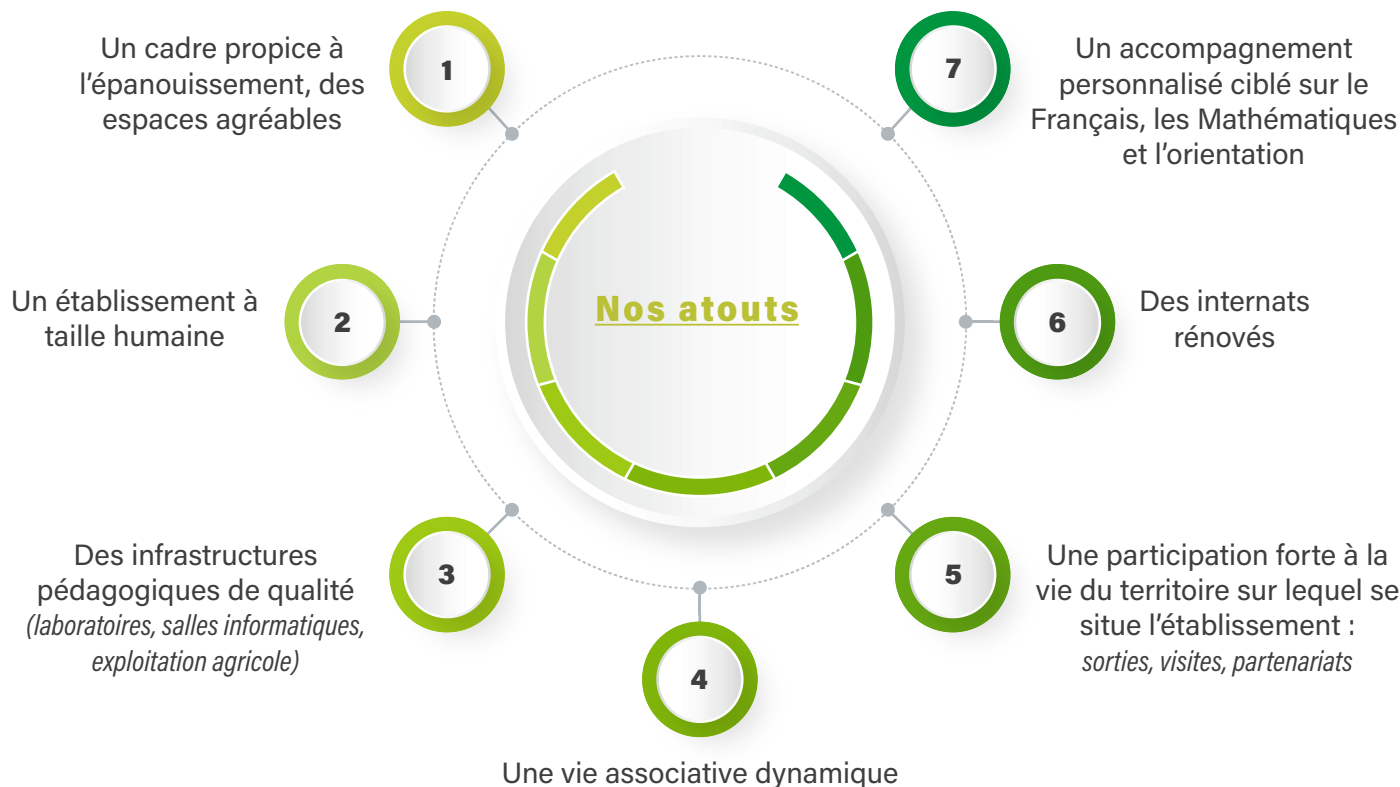 Nos atouts
1
Un cadre propice à
l’épanouissement, des
espaces agréables
2
Un établissement à
taille humaine
3
Des infrastructures
pédagogiques de qualité
(laboratoires, salles informatiques,
exploitation agricole)
4
Une vie associative dynamique
5
Une participation forte à la
vie du territoire sur lequel se
situe l’établissement :
sorties, visites, partenariats
6
Des internats
rénovés
7
Un accompagnement
personnalisé ciblé sur le
Français, les Mathématiques
et l’orientation